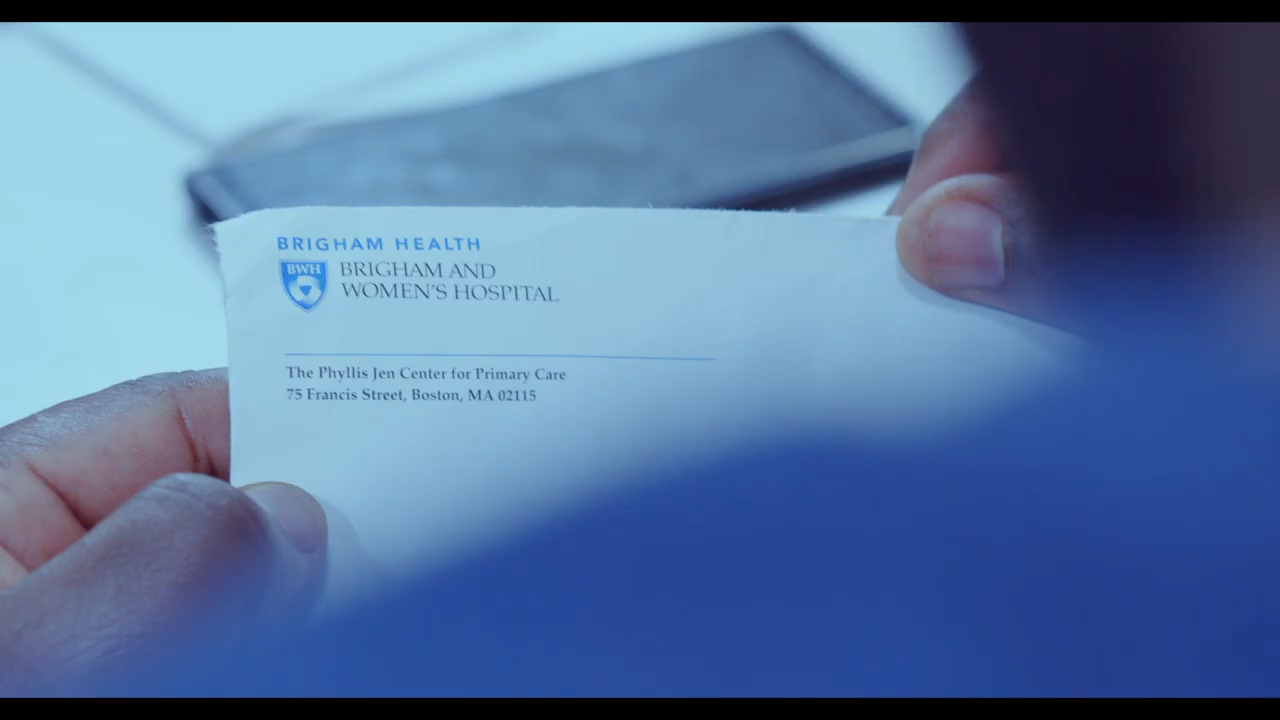 BRIGHAM HEALTH
BWH
BRIGHAM AND
WOMEN'S HOSPITAL
The Phyllis Jen Center for Primary Care
75 Francis Street, Boston, MA 02115